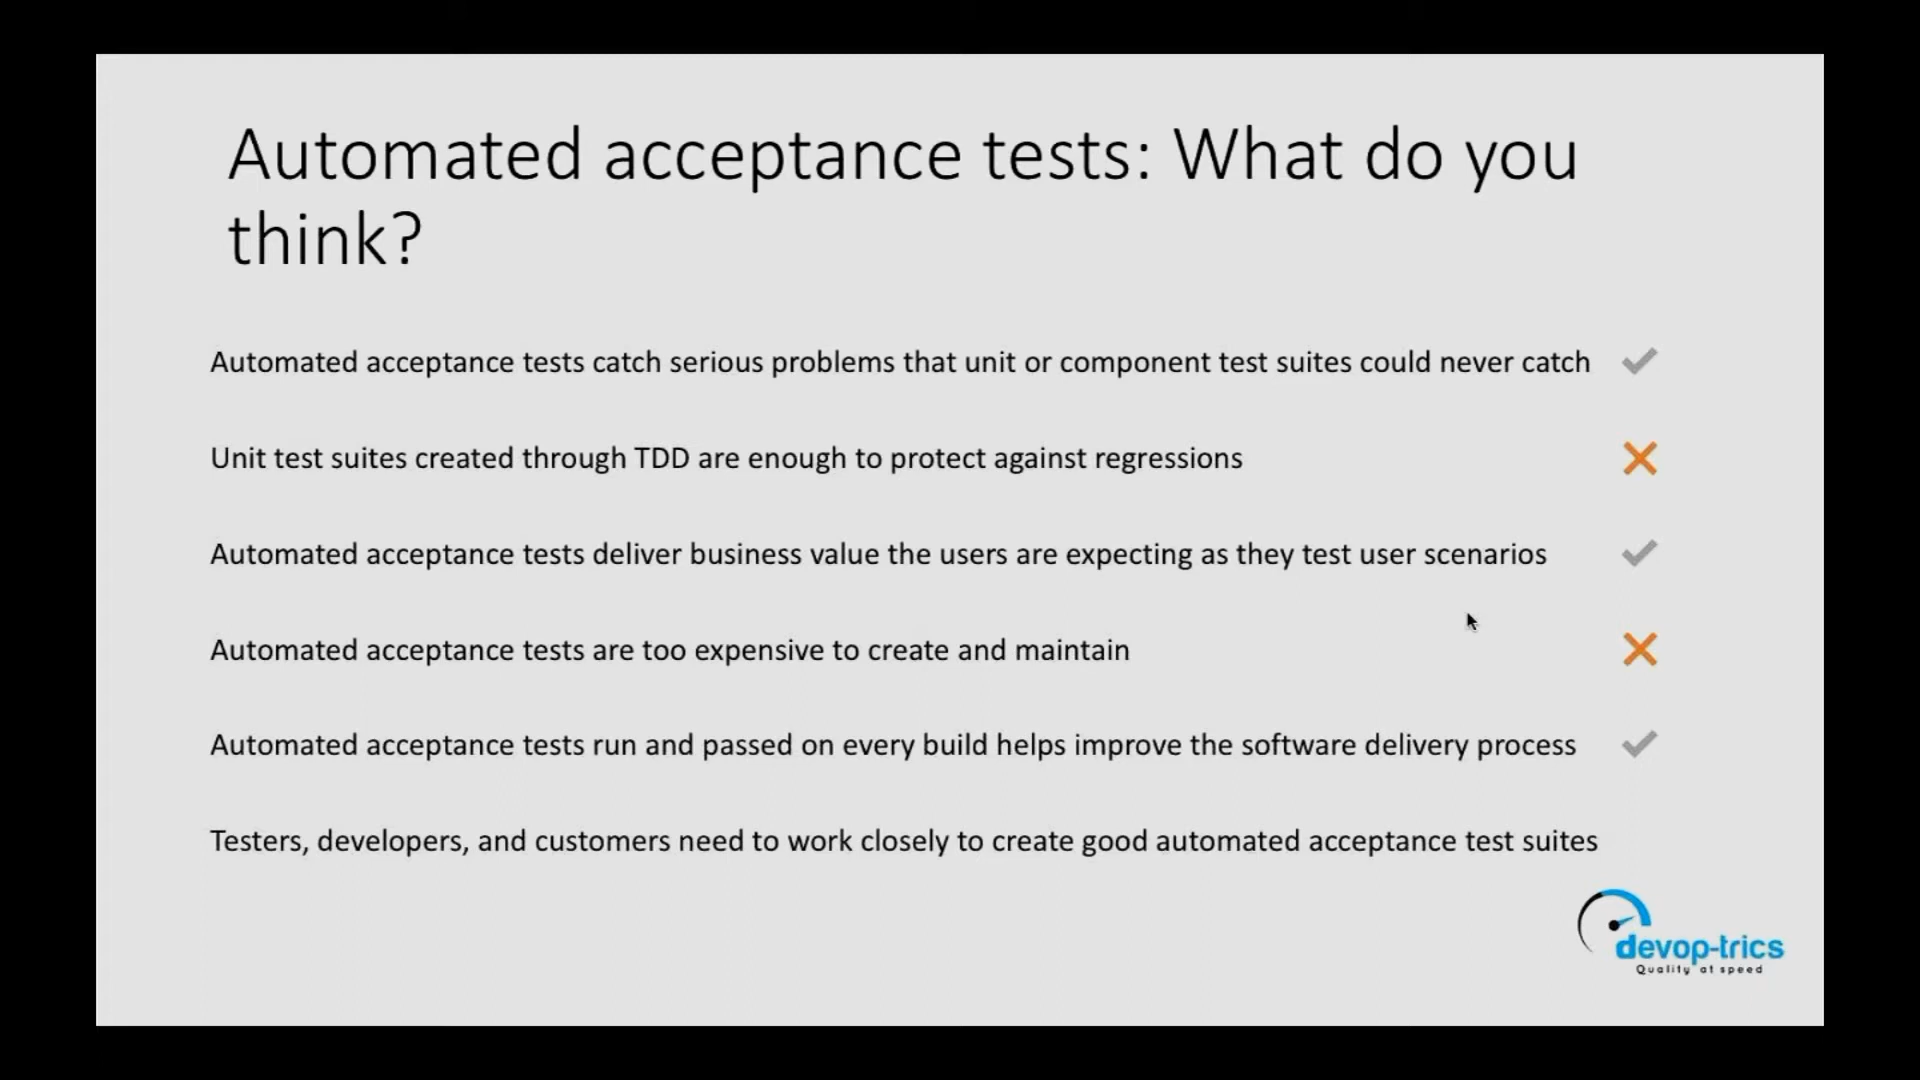 Automated acceptance tests: What do you
think?
Automated acceptance tests catch serious problems that unit or component test suites could never catch
Unit test suites created through TDD are enough to protect against regressions
Automated acceptance tests deliver business value the users are expecting as they test user scenarios
Automated acceptance tests are too expensive to create and maintain
Automated acceptance tests run and passed on every build helps improve the software delivery process
Testers, developers, and customers need to work closely to create good automated acceptance test suites
devop-trics
Quality at speed